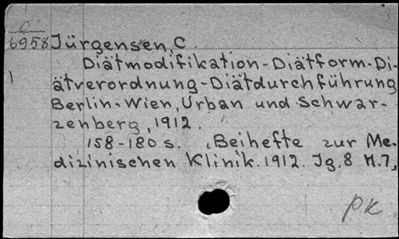 C
6958 Jürgensen, C.
1 Diätmodifikation-Diätform-Di-
ätverordnung-Diätdurchführung
Berlin-Wien, Urban und Schwar-
zenberg, 1912.
158-180 s. Beihefte zur Me-
dizinischen Klinik. 1912. Jg. 8 H. 7,
pk